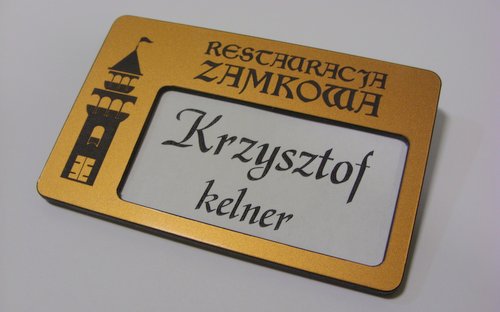 RESTAURACJA
ZAMKOWA
Krzysztof
kelner